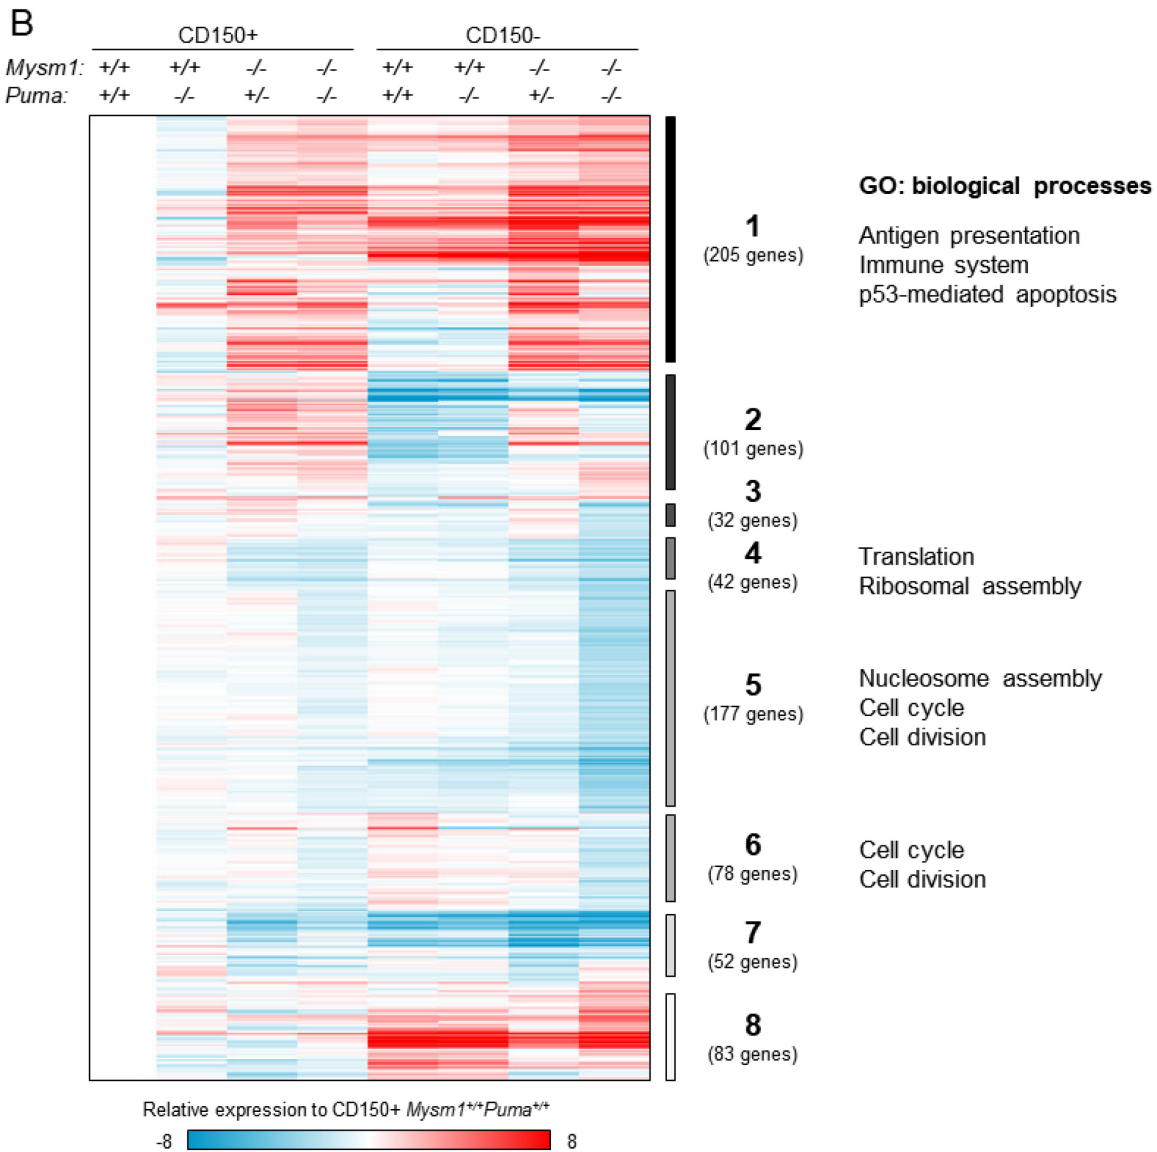 B
CD150+ CD150-
Mysm1: +/+ +/+ -/- -/- +/+ +/+ -/- -/-
Puma: +/+ -/- +/- -/- +/+ -/- +/- -/-
GO: biological processes
1
(205 genes)
Antigen presentation
Immune system
p53-mediated apoptosis
2
(101 genes)
3
(32 genes)
4
(42 genes)
Translation
Ribosomal assembly
5
(177 genes)
Nucleosome assembly
Cell cycle
Cell division
6
(78 genes)
Cell cycle
Cell division
7
(52 genes)
8
(83 genes)
Relative expression to CD150+ Mysm1+/+Puma+/+
-8 8